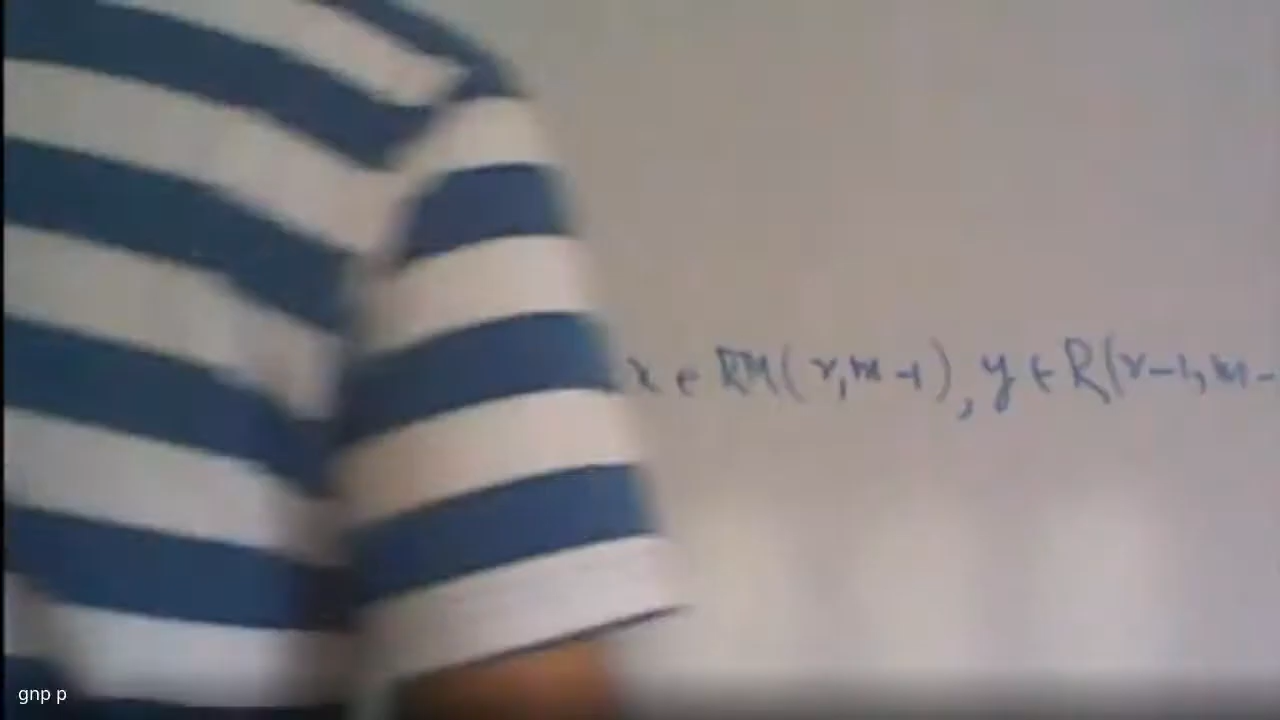 x ∈ RM(r,m-1), y ∈ R(r-1, m-
gnp p